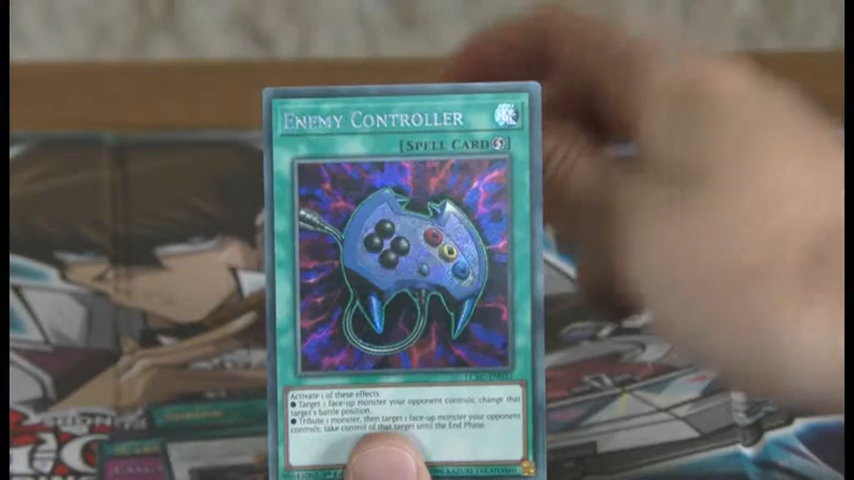 ENEMY CONTROLLER
[SPELL CARD
Activate 1 of these effects.
● Target 1 face-up monster your opponent controls; change that
target's battle position.
● Tribute 1 monster, then target 1 face-up monster your opponent
controls; take control of that target until the End Phase.
KAZUKI TAKAHASHI